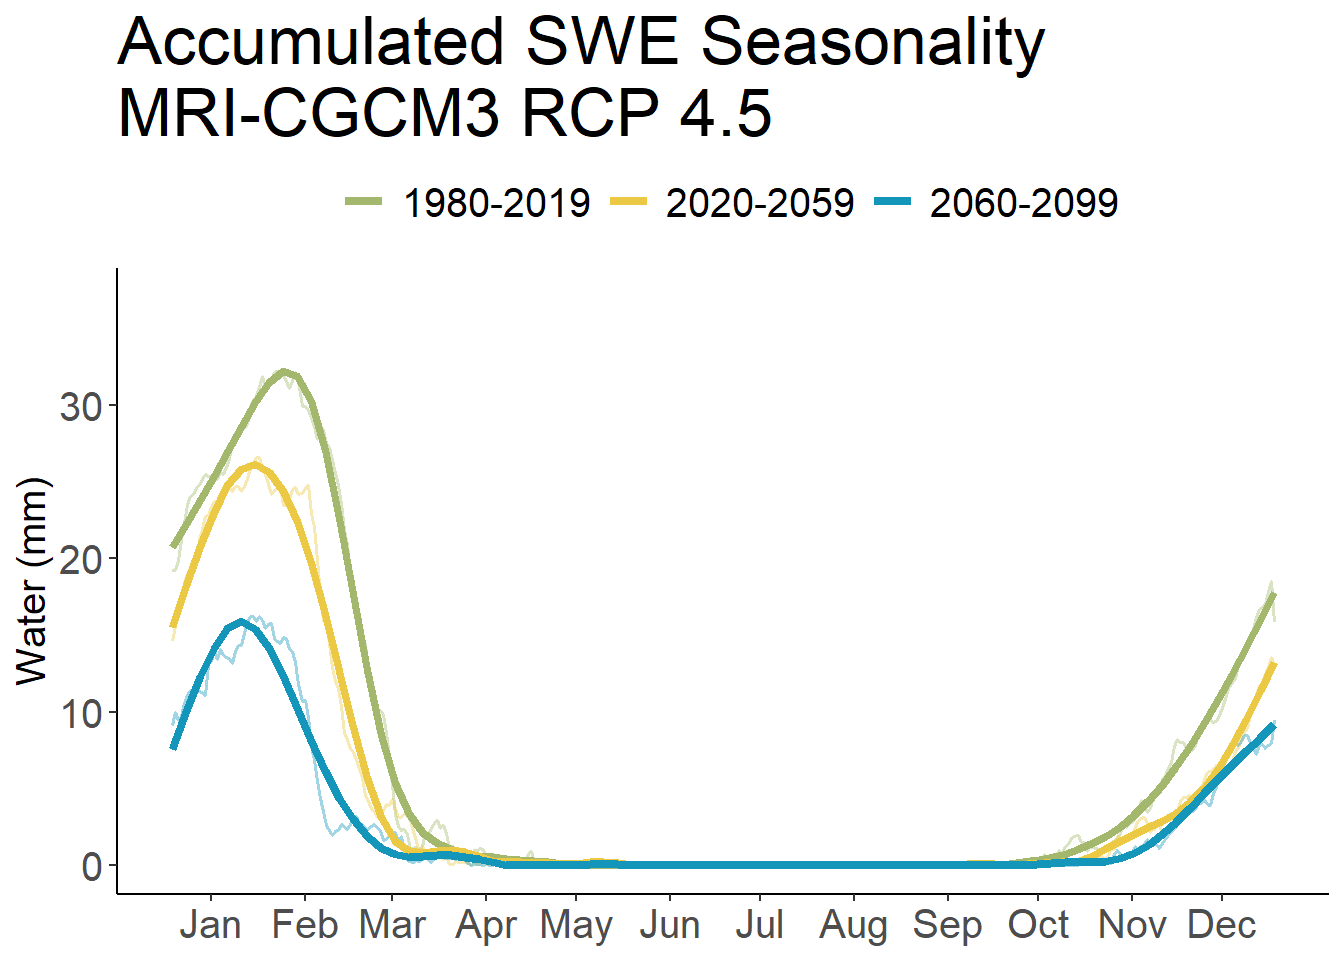 Accumulated SWE Seasonality
MRI-CGCM3 RCP 4.5
1980-2019 2020-2059 2060-2099
Water (mm)
30
20
10
0
Jan Feb Mar Apr May Jun Jul Aug Sep Oct Nov Dec